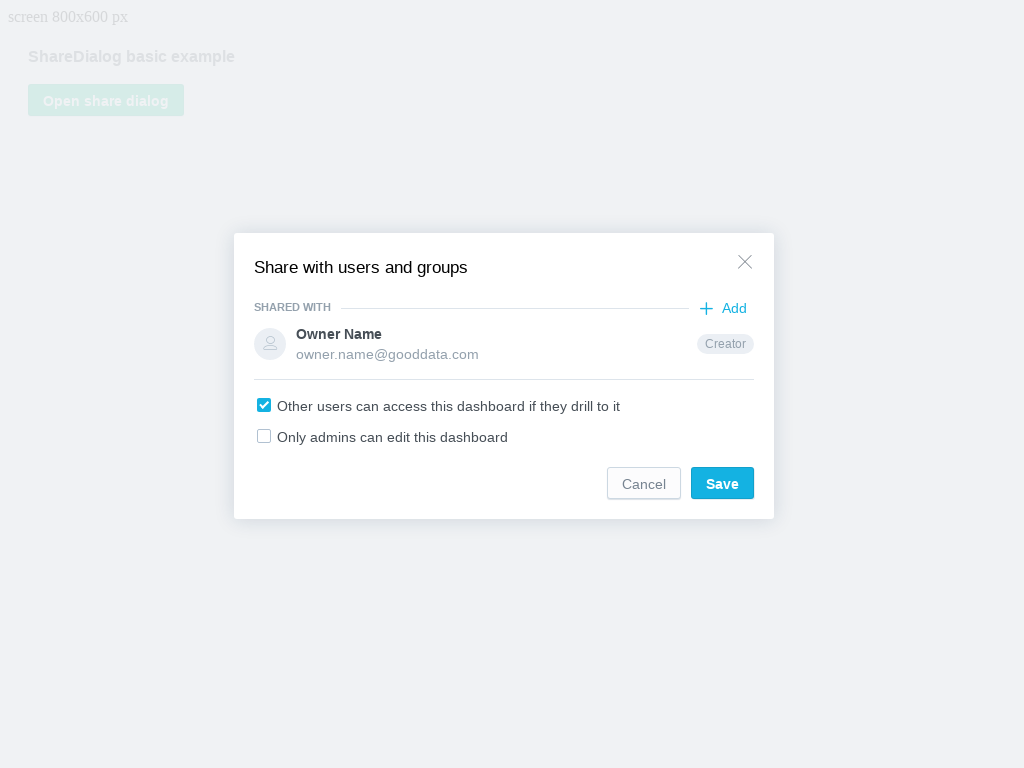 screen 800x600 px
ShareDialog basic example
Open share dialog
Share with users and groups
SHARED WITH
Add
Owner Name
owner.name@gooddata.com
Creator
Other users can access this dashboard if they drill to it
Only admins can edit this dashboard
Cancel
Save